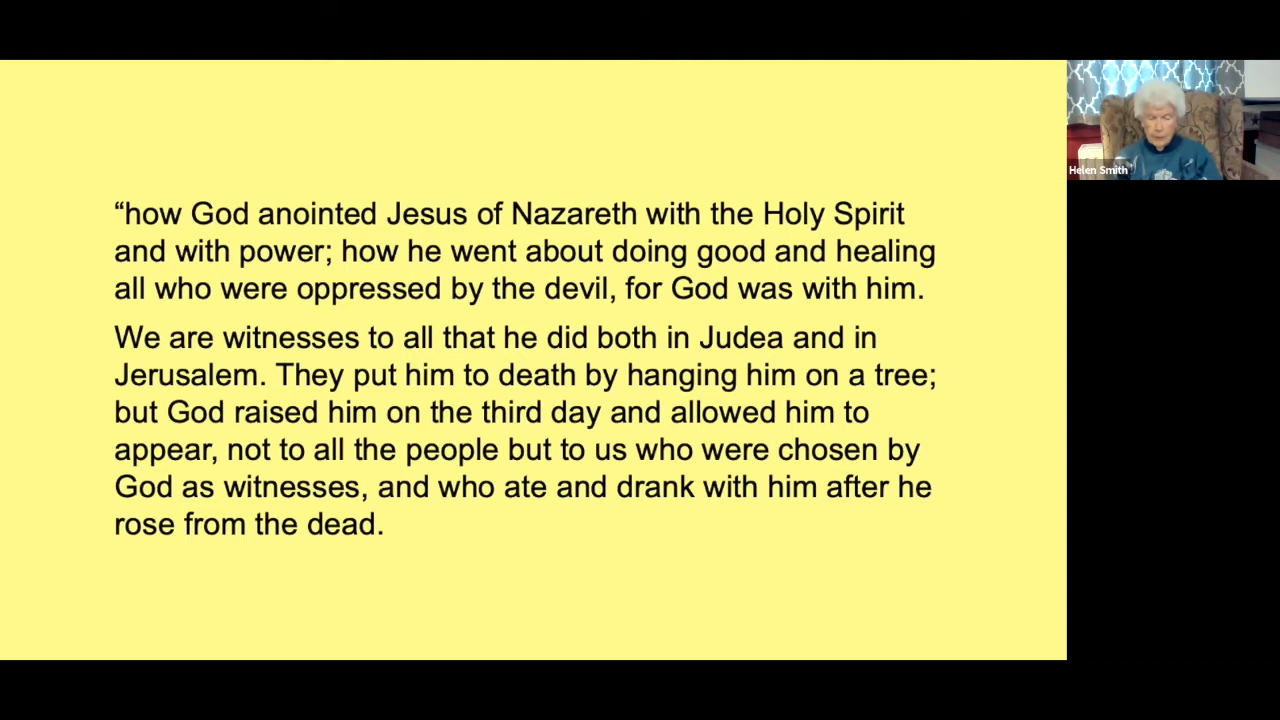 “how God anointed Jesus of Nazareth with the Holy Spirit
and with power; how he went about doing good and healing
all who were oppressed by the devil, for God was with him.
We are witnesses to all that he did both in Judea and in
Jerusalem. They put him to death by hanging him on a tree;
but God raised him on the third day and allowed him to
appear, not to all the people but to us who were chosen by
God as witnesses, and who ate and drank with him after he
rose from the dead.
Helen Smith